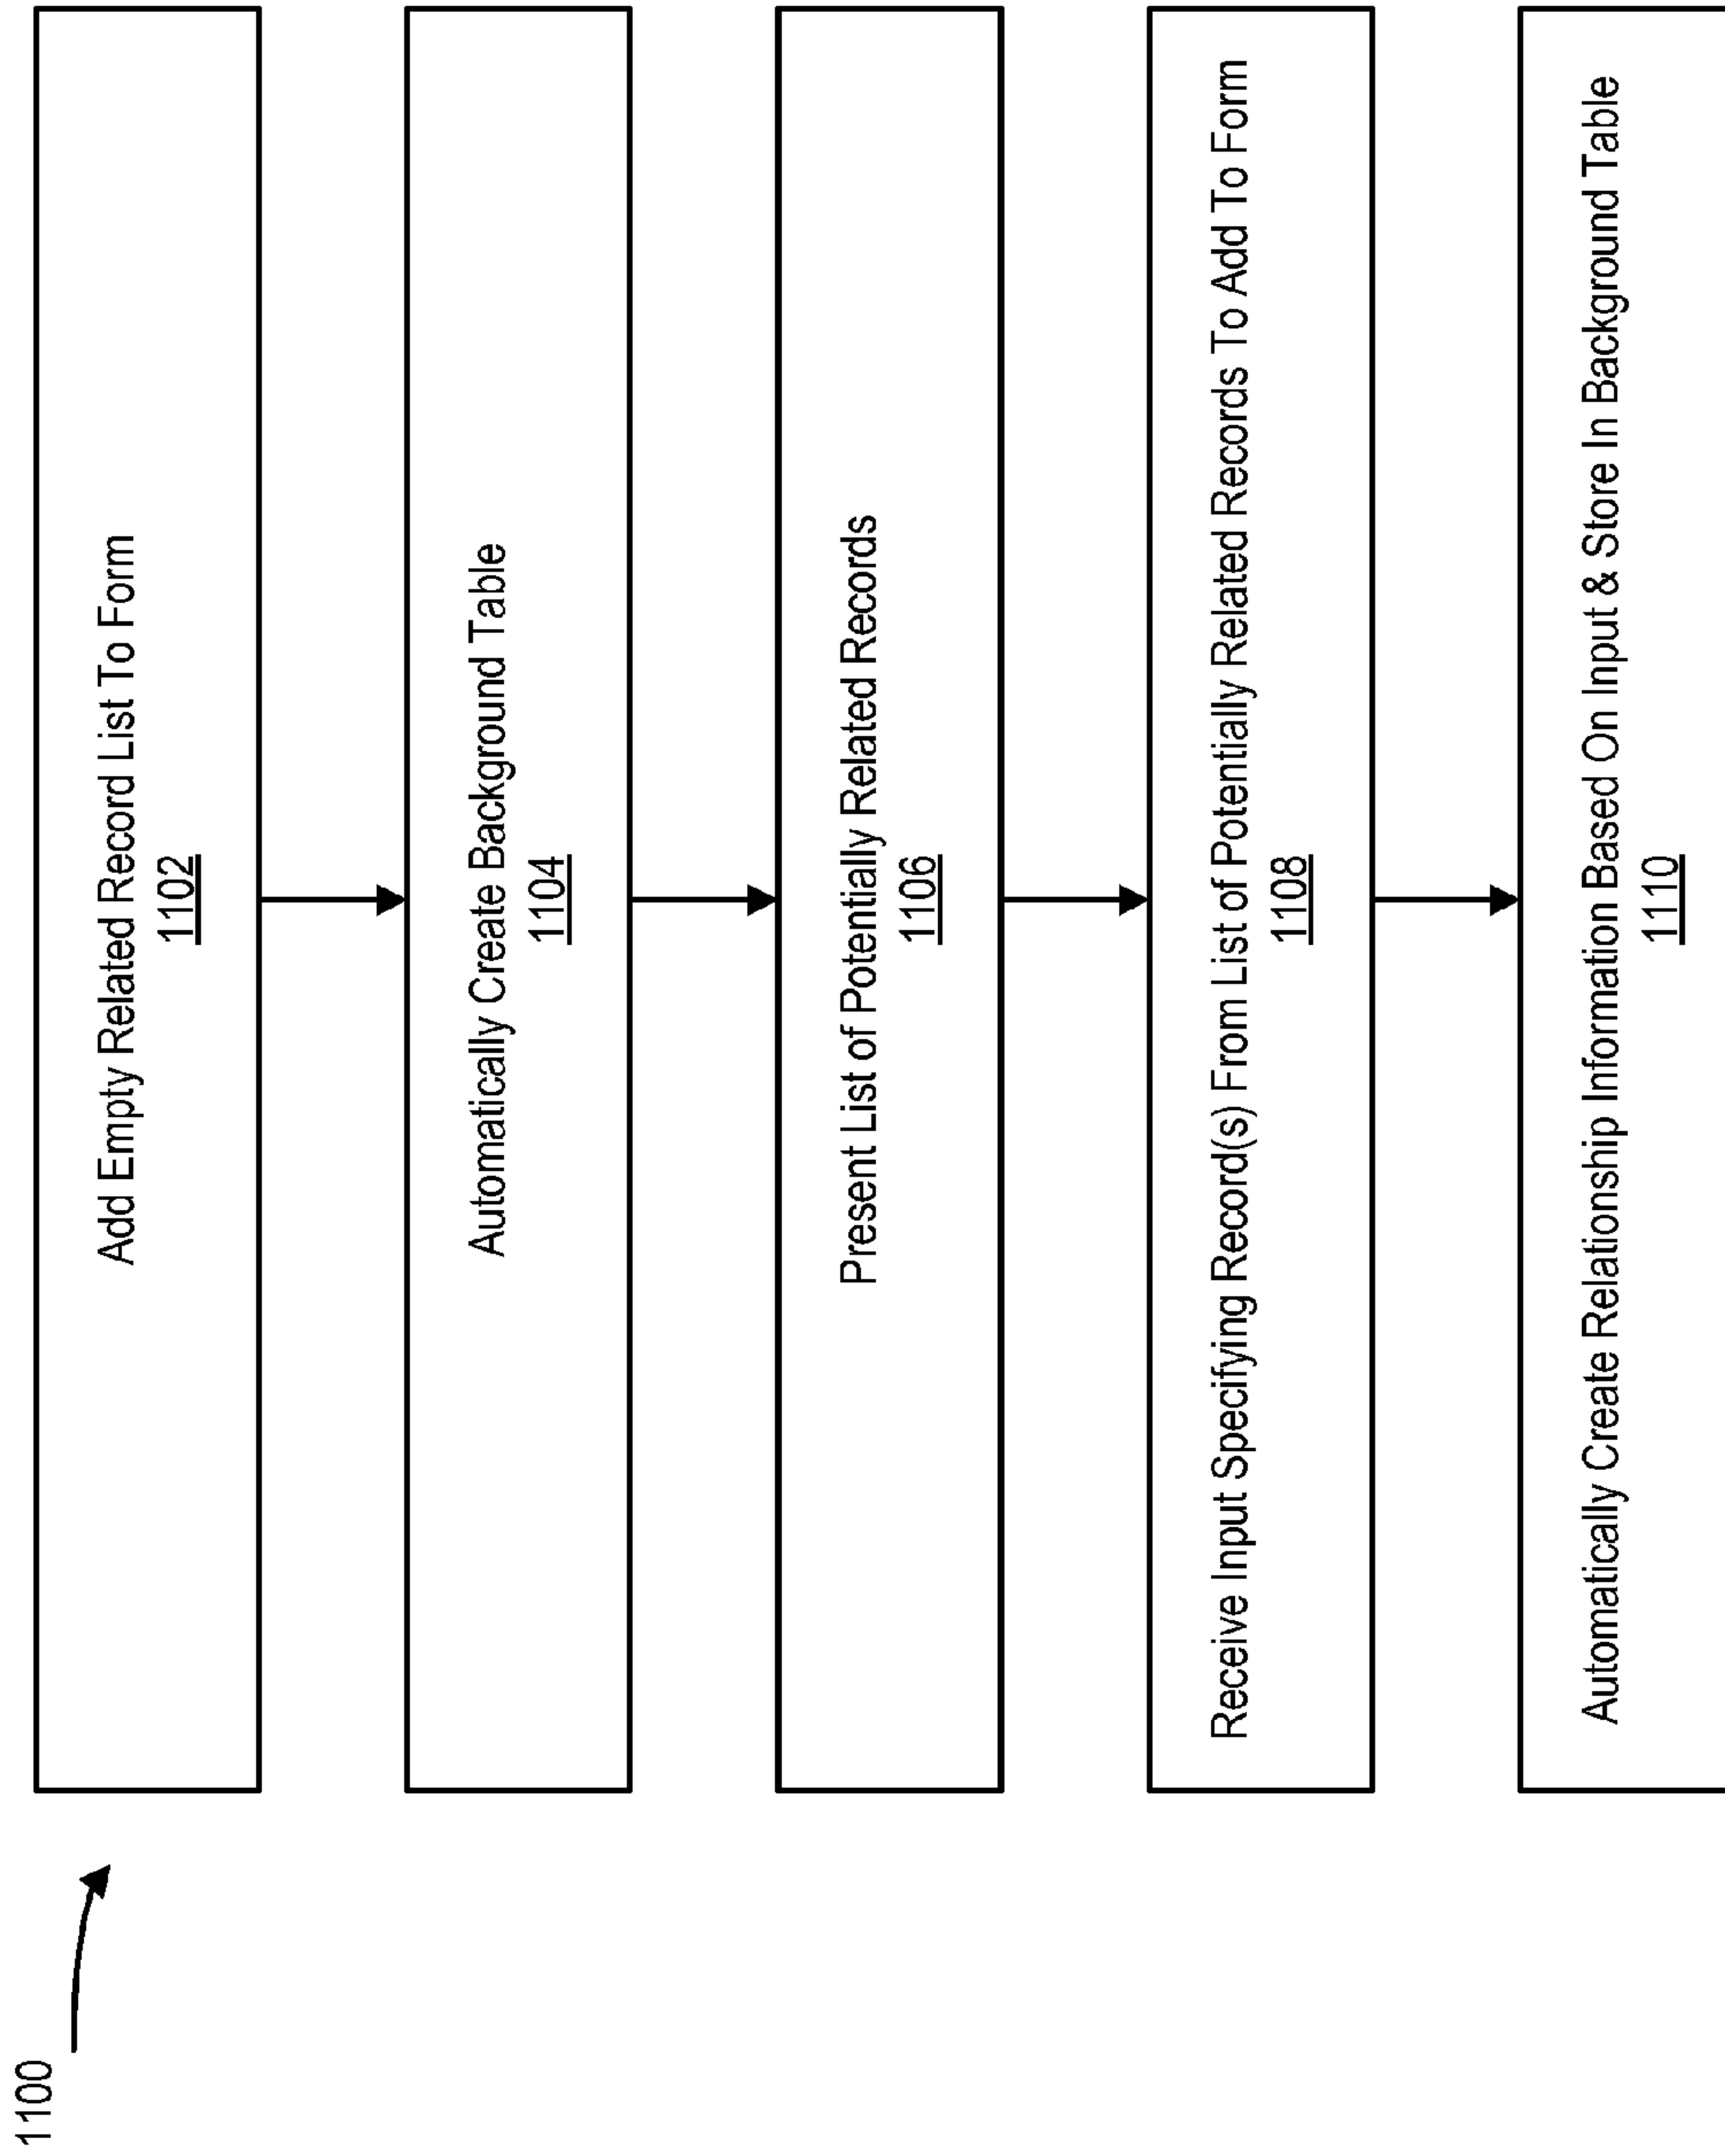 1100
Add Empty Related Record List To Form
1102
Automatically Create Background Table
1104
Present List of Potentially Related Records
1106
Receive Input Specifying Record(s) From List of Potentially Related Records To Add To Form
1108
Automatically Create Relationship Information Based On Input & Store In Background Table
1110